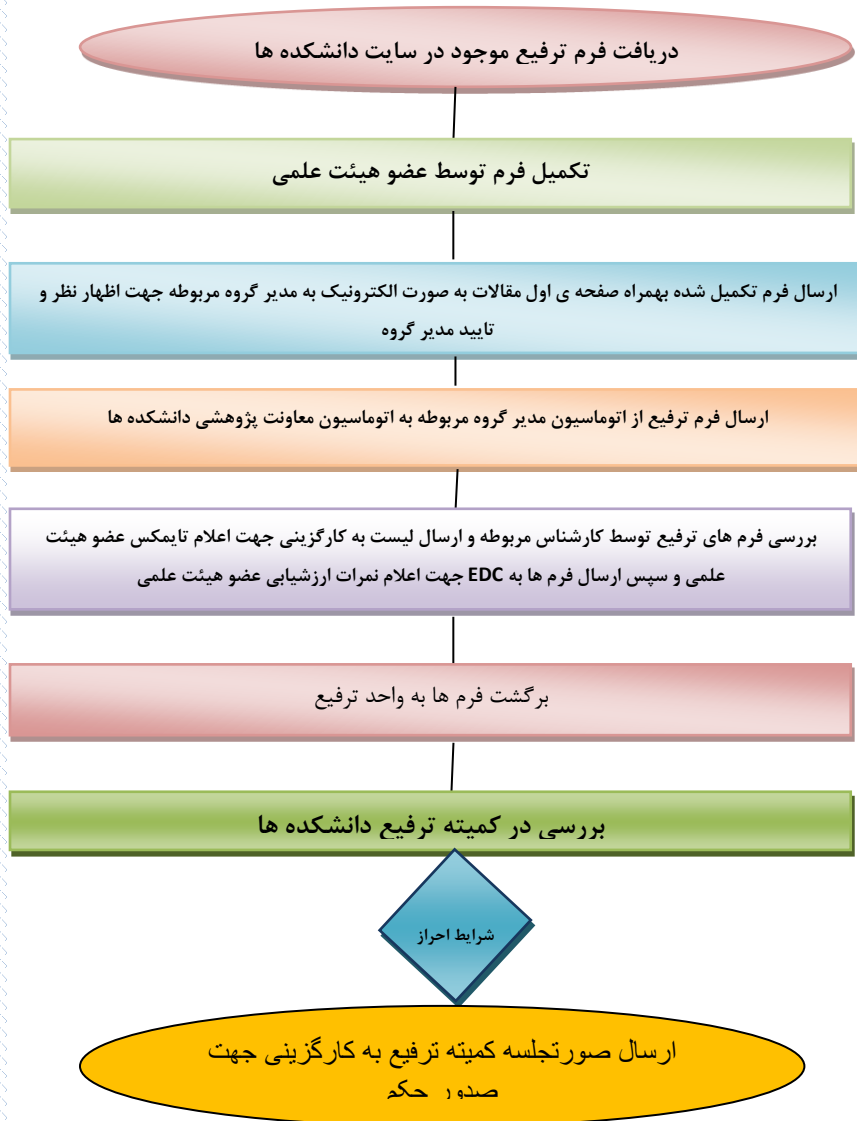 دریافت فرم ترفیع موجود در سایت دانشکده ها
تکمیل فرم توسط عضو هیئت علمی
ارسال فرم تکمیل شده بهمراه صفحه ی اول مقالات به صورت الکترونیک به مدیر گروه مربوطه جهت اظهار نظر و
تایید مدیر گروه
ارسال فرم ترفیع از اتوماسیون مدیر گروه مربوطه به اتوماسیون معاونت پژوهشی دانشکده ها
بررسی فرم های ترفیع توسط کارشناس مربوطه و ارسال لیست به کارگزینی جهت اعلام تایمکس عضو هیئت
علمی و سپس ارسال فرم ها به EDC جهت اعلام نمرات ارزشیابی عضو هیئت علمی
برگشت فرم ها به واحد ترفیع
بررسی در کمیته ترفیع دانشکده ها
شرایط احراز
ارسال صورتجلسه کمیته ترفیع به کارگزینی جهت
صدور حکم